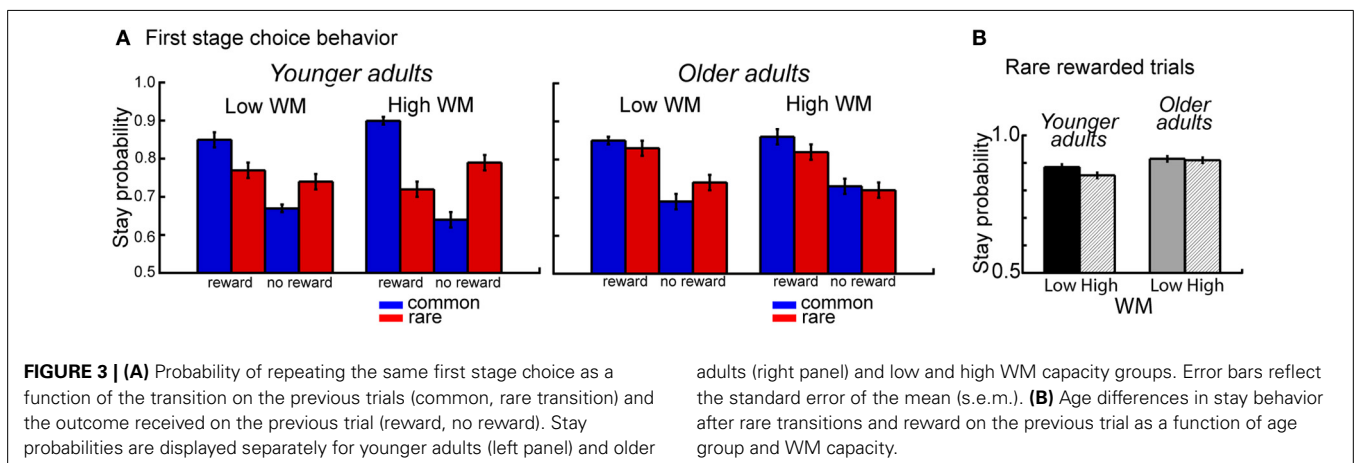 A First stage choice behavior
Younger adults
Older adults
Low WM
High WM
Low WM
High WM
Stay probability
1.0
0.9
0.8
0.7
0.6
0.5
reward no reward reward no reward
reward no reward reward no reward
common
rare
common
rare
B
Rare rewarded trials
Younger
adults
Older
adults
Stay probability
1.0
0.5
Low High Low High
WM
FIGURE 3 | (A) Probability of repeating the same first stage choice as a
function of the transition on the previous trials (common, rare transition) and
the outcome received on the previous trial (reward, no reward). Stay
probabilities are displayed separately for younger adults (left panel) and older
adults (right panel) and low and high WM capacity groups. Error bars reflect
the standard error of the mean (s.e.m.). (B) Age differences in stay behavior
after rare transitions and reward on the previous trial as a function of age
group and WM capacity.